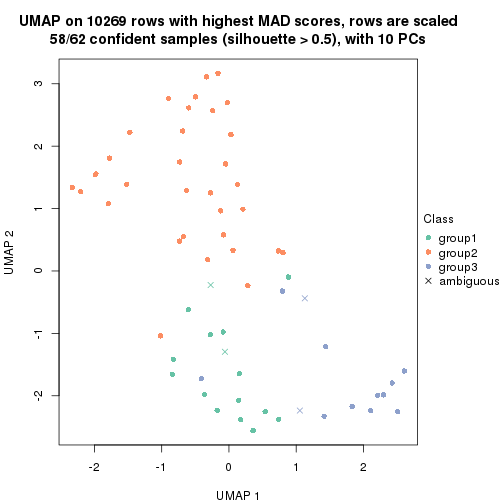 UMAP on 10269 rows with highest MAD scores, rows are scaled
58/62 confident samples (silhouette > 0.5), with 10 PCs
3
2
1
0
-1
-2
UMAP 2
-2 -1 0 1 2
UMAP 1
Class
group1
group2
group3
ambiguous